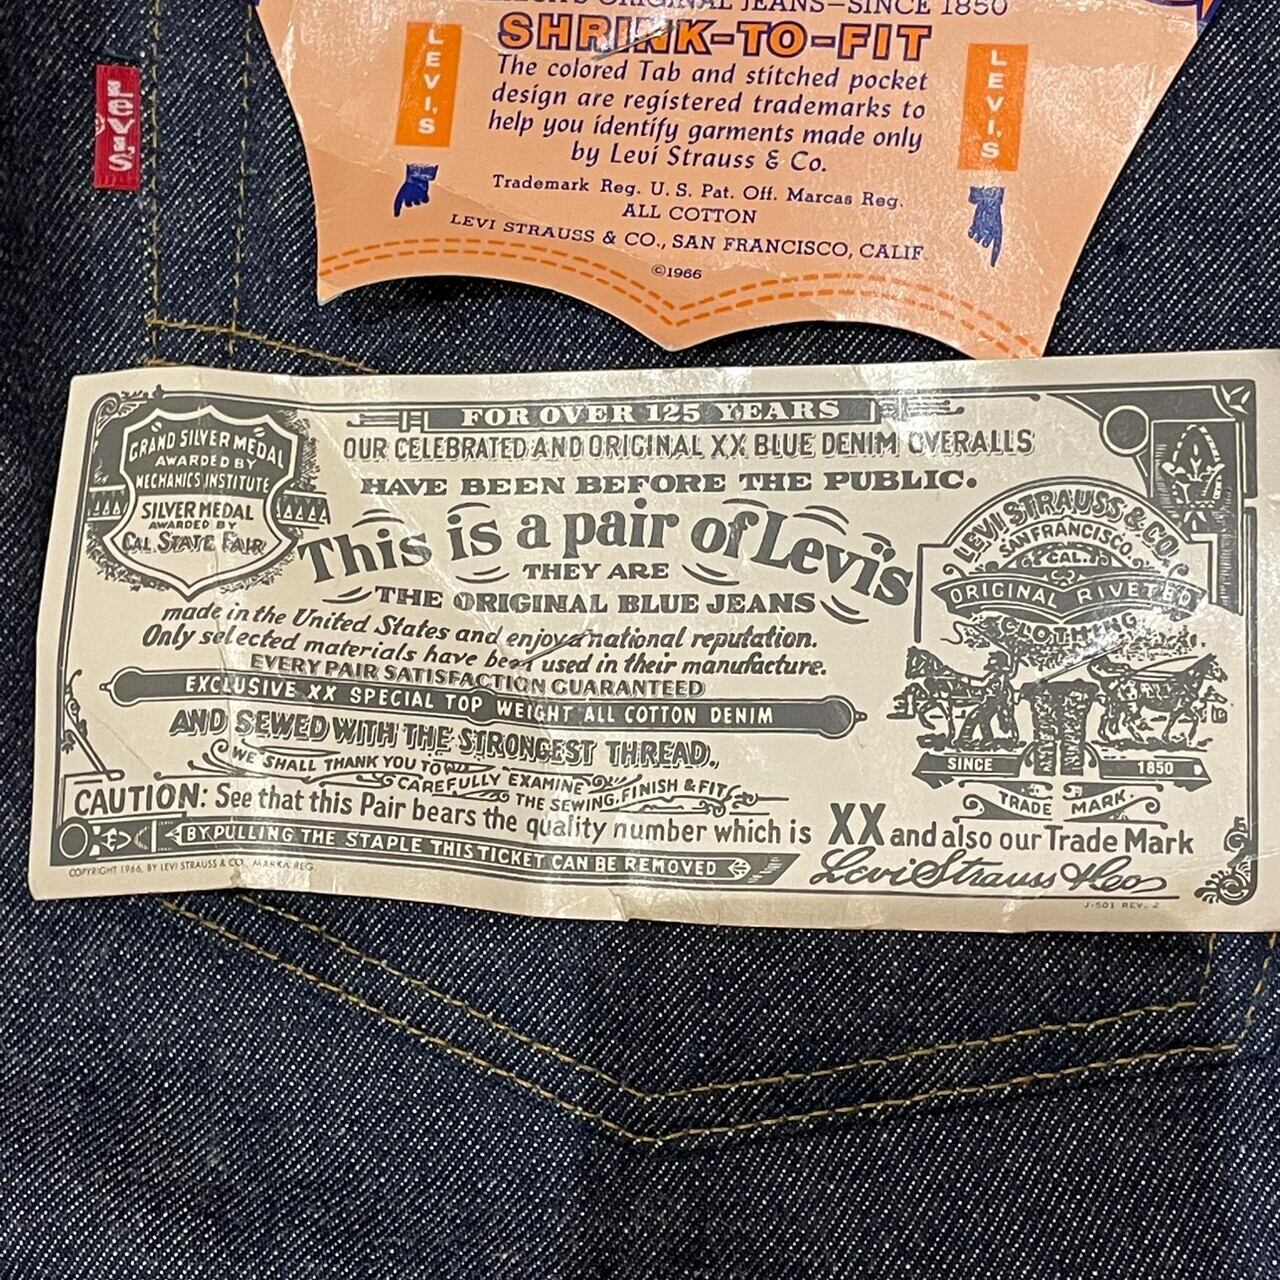 ORIGINAL JEANS—SINCE 1850
SHRINK-TO-FIT
LEVI'S
LEVI'S
LEVI'S
The colored Tab and stitched pocket
design are registered trademarks to
help you identify garments made only
by Levi Strauss & Co.
Trademark Reg. U.S. Pat. Off. Marcas Reg.
ALL COTTON
LEVI STRAUSS & CO., SAN FRANCISCO, CALIF
©1966
GRAND SILVER MEDAL
AWARDED BY
MECHANICS INSTITUTE
SILVER MEDAL
AWARDED BY
CAL. STATE FAIR
FOR OVER 125 YEARS
OUR CELEBRATED AND ORIGINAL XX BLUE DENIM OVERALLS
HAVE BEEN BEFORE THE PUBLIC.
This is a pair of Levi's
THEY ARE
THE ORIGINAL BLUE JEANS
made in the United States and enjoy a national reputation.
Only selected materials have been used in their manufacture.
EVERY PAIR SATISFACTION GUARANTEED
EXCLUSIVE XX SPECIAL TOP WEIGHT ALL COTTON DENIM
AND SEWED WITH THE STRONGEST THREAD.
WE SHALL THANK YOU TO
CAREFULLY EXAMINE
THE SEWING, FINISH & FIT
LEVI STRAUSS & CO.
SAN FRANCISCO.
CAL.
ORIGINAL RIVETED
CLOTHING
SINCE 1850
TRADE MARK.
CAUTION: See that this Pair bears the quality number which is XX and also our Trade Mark
BY PULLING THE STAPLE THIS TICKET CAN BE REMOVED
Levi Strauss & Co
COPYRIGHT 1966, BY LEVI STRAUSS & CO. MARKA REG.
J-501 REV. 2